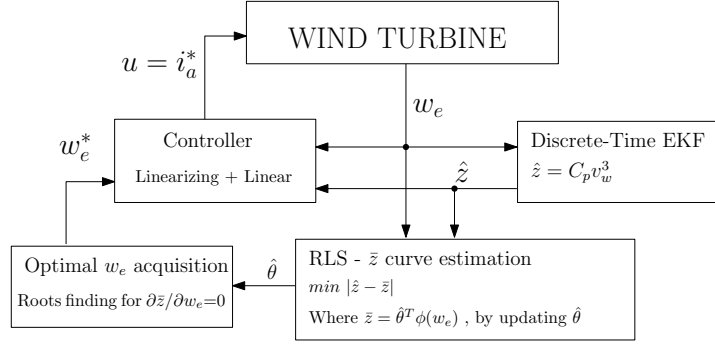 WIND TURBINE
u = i_a^*
w_e
w_e^*
Controller
Linearizing + Linear
Discrete-Time EKF
ẑ = C_p v_w^3
ẑ
Optimal w_e acquisition
Roots finding for ∂z̄/∂w_e=0
θ̂
RLS - z̄ curve estimation
min |ẑ − z̄|
Where z̄ = θ̂^T ϕ(w_e) , by updating θ̂